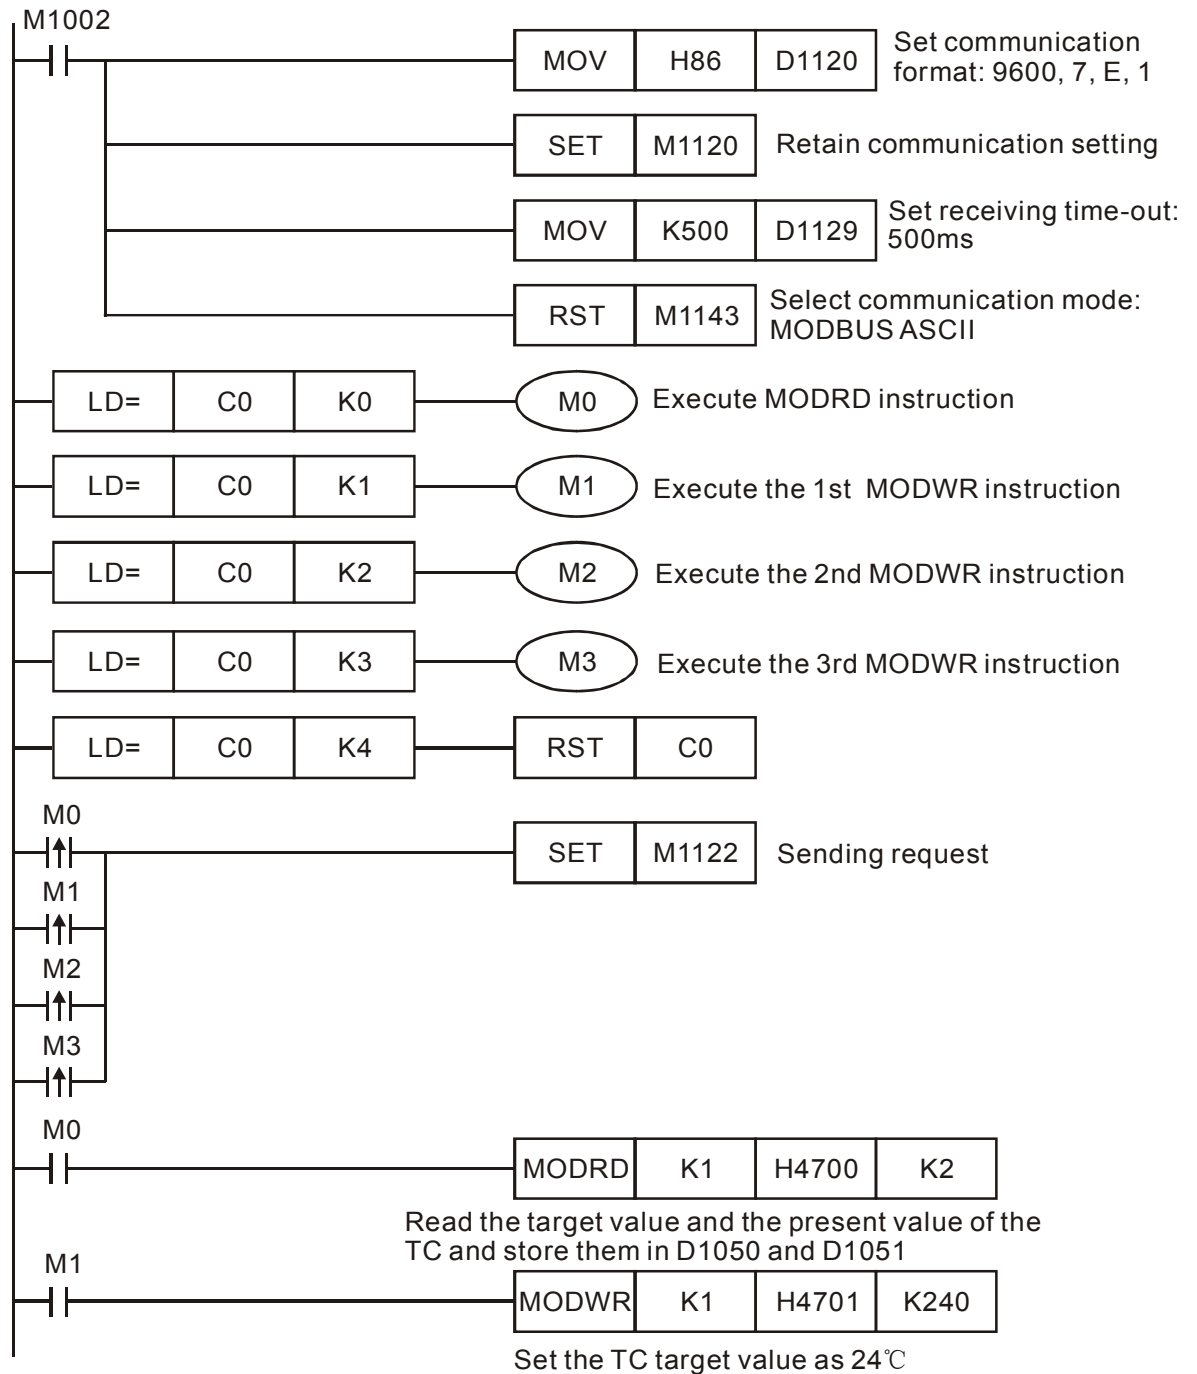 M1002
MOV H86 D1120 Set communication
format: 9600, 7, E, 1
SET M1120 Retain communication setting
MOV K500 D1129 Set receiving time-out:
500ms
RST M1143 Select communication mode:
MODBUS ASCII
LD= C0 K0 M0 Execute MODRD instruction
LD= C0 K1 M1 Execute the 1st MODWR instruction
LD= C0 K2 M2 Execute the 2nd MODWR instruction
LD= C0 K3 M3 Execute the 3rd MODWR instruction
LD= C0 K4 RST C0
M0
SET M1122 Sending request
M1
M2
M3
M0
MODRD K1 H4700 K2
Read the target value and the present value of the
TC and store them in D1050 and D1051
M1
MODWR K1 H4701 K240
Set the TC target value as 24℃